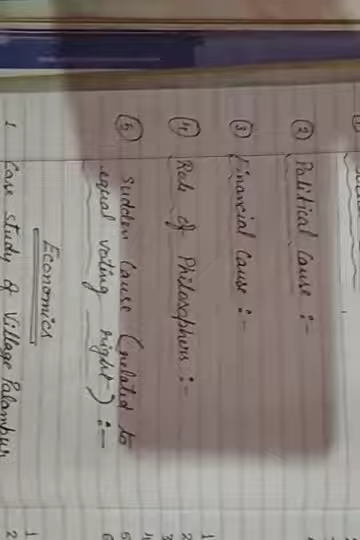 ② Political Cause :-
③ Financial Cause :-
④ Role of Philosophers :-
⑤ Sudden Cause (related to
equal voting right) :-
Economics
1 Case study of Village Palampur